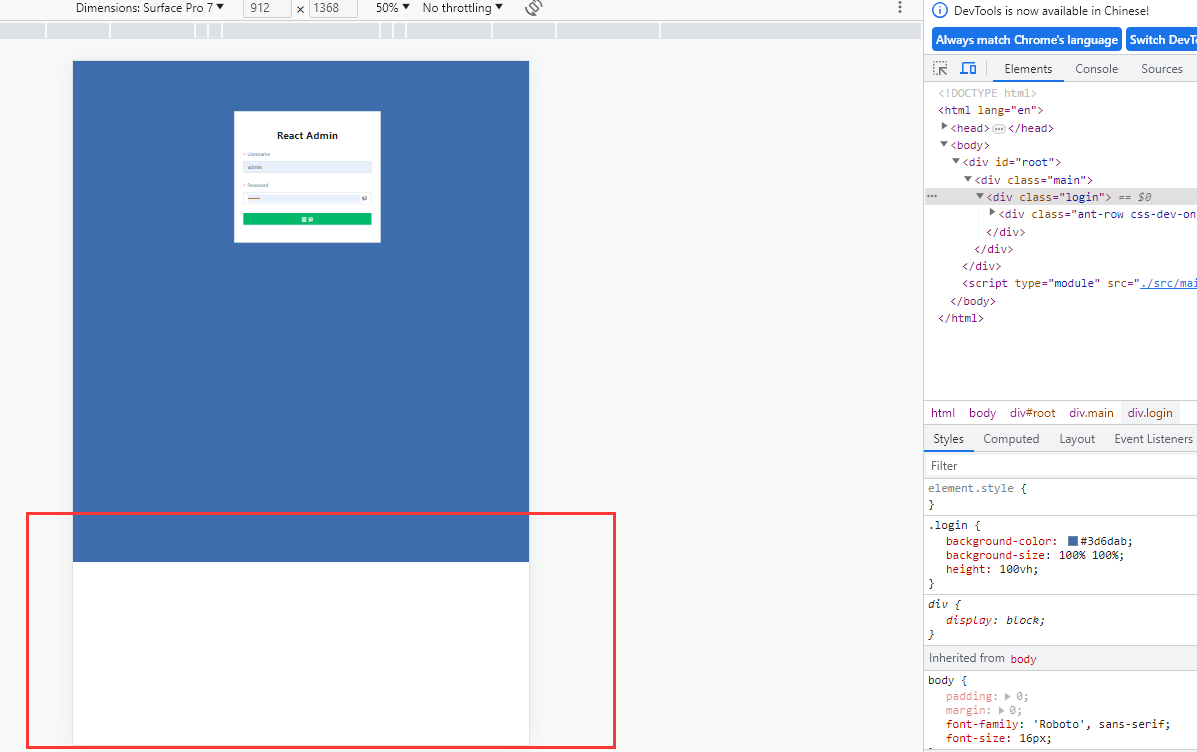 Dimensions: Surface Pro 7 ▼ 912 × 1368 50% ▼ No throttling ▼
DevTools is now available in Chinese!
Always match Chrome's language Switch DevTo
Elements Console Sources
React Admin
* Username
admin
* Password
•••••••
登 录
<!DOCTYPE html>
<html lang="en">
<head> ••• </head>
<body>
<div id="root">
<div class="main">
<div class="login"> == $0
<div class="ant-row css-dev-on
</div>
</div>
</div>
<script type="module" src="./src/mai
</body>
</html>
html body div#root div.main div.login
Styles Computed Layout Event Listeners
Filter
element.style {
}
.login {
background-color: #3d6dab;
background-size: 100% 100%;
height: 100vh;
}
div {
display: block;
}
Inherited from body
body {
padding: ▶ 0;
margin: ▶ 0;
font-family: 'Roboto', sans-serif;
font-size: 16px;